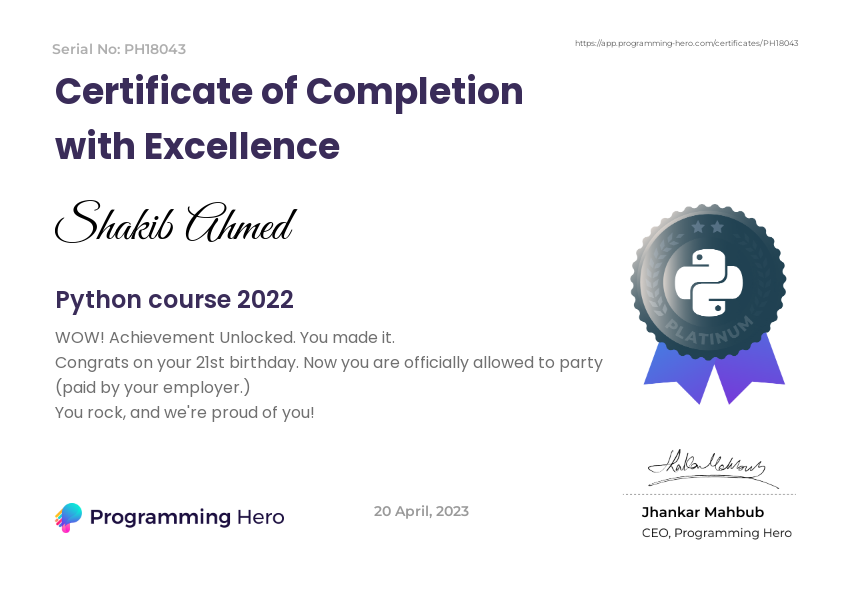 Serial No: PH18043
https://app.programming-hero.com/certificates/PH18043
Certificate of Completion
with Excellence
Shakib Ahmed
Python course 2022
WOW! Achievement Unlocked. You made it.
Congrats on your 21st birthday. Now you are officially allowed to party
(paid by your employer.)
You rock, and we're proud of you!
PLATINUM
Jhankar Mahbub
Programming Hero
20 April, 2023
Jhankar Mahbub
CEO, Programming Hero